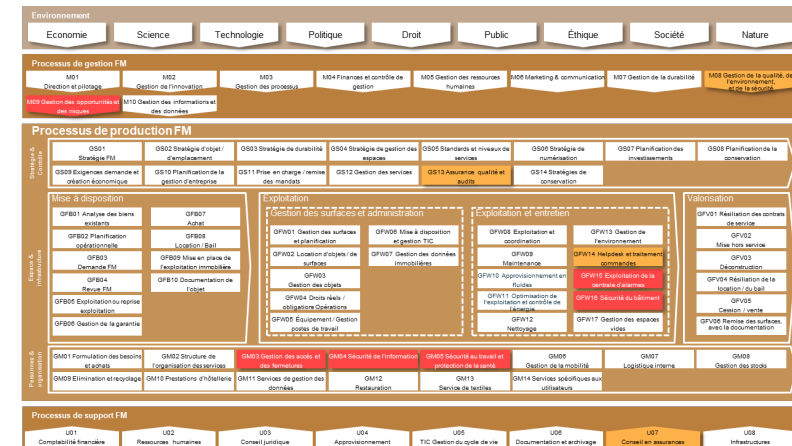 Environnement
Economie
Science
Technologie
Politique
Droit
Public
Éthique
Société
Nature
Processus de gestion FM
M01
Direction et pilotage
M02
Gestion de l'innovation
M03
Gestion des processus
M04 Finances et contrôle de
gestion
M05 Gestion des ressources
humaines
M06 Marketing & communication
M07 Gestion de la durabilité
M08 Gestion de la qualité, de
l'environnement,
et de la sécurité
M09 Gestion des opportunités et
des risques
M10 Gestion des informations et
des données
Processus de production FM
Stratégie &
Contrôle
GS01
Stratégie FM
GS02 Stratégie d'objet /
d'emplacement
GS03 Stratégie de durabilité
GS04 Stratégie de gestion des
espaces
GS05 Standards et niveaux de
services
GS06 Stratégie de
numérisation
GS07 Planification des
investissements
GS08 Planification de la
conservation
GS09 Exigences demande et
création économique
GS10 Planification de la
gestion d'entreprise
GS11 Prise en charge / remise
des mandats
GS12 Gestion des services
GS13 Assurance qualité et
audits
GS14 Stratégies de
conservation
Espace &
infrastructure
Mise à disposition
GFB01 Analyse des biens
existants
GFB07
Achat
GFB02 Planification
opérationnelle
GFB08
Location / Bail
GFB03
Demande FM
GFB09 Mise en place de
l'exploitation immobilière
GFB04
Revue FM
GFB10 Documentation de
l'objet
GFB05 Exploitation ou reprise
exploitation
GFB06 Gestion de la garantie
Exploitation
Gestion des surfaces et administration
GFW01 Gestion des surfaces
et planification
GFW06 Mise à disposition
et gestion TIC
GFW02 Location d'objets / de
surfaces
GFW07 Gestion des données
immobilières
GFW03
Gestion des objets
GFW04 Droits réels /
obligations Opérations
GFW05 Équipement / Gestion
postes de travail
Exploitation et entretien
GFW08 Exploitation et
coordination
GFW13 Gestion de
l'environnement
GFW09
Maintenance
GFW14 Helpdesk et traitement
commandes
GFW10 Approvisionnement en
fluides
GFW15 Exploitation de la
centrale d'alarmes
GFW11 Optimisation de
l'exploitation et contrôle de
l'énergie
GFW16 Sécurité du bâtiment
GFW12
Nettoyage
GFW17 Gestion des espaces
vides
Valorisation
GFV01 Résiliation des contrats
de service
GFV02
Mise hors service
GFV03
Déconstruction
GFV04 Résiliation de la
location / du bail
GFV05
Cession / vente
GFV06 Remise des surfaces,
avec la documentation
Personnes &
organisation
GM01 Formulation des besoins
et achats
GM02 Structure de
l'organisation des services
GM03 Gestion des accès et
des fermetures
GM04 Sécurité de l'information
GM05 Sécurité au travail et
protection de la santé
GM06
Gestion de la mobilité
GM07
Logistique interne
GM08
Gestion des stocks
GM09 Elimination et recyclage
GM10 Prestations d'hôtellerie
GM11 Services de gestion des
données
GM12
Restauration
GM13
Service de textiles
GM14 Services spécifiques aux
utilisateurs
Processus de support FM
U01
Comptabilité financière
U02
Ressources humaines
U03
Conseil juridique
U04
Approvisionnement
U05
TIC Gestion du cycle de vie
U06
Documentation et archivage
U07
Conseil en assurances
U08
Infrastructures